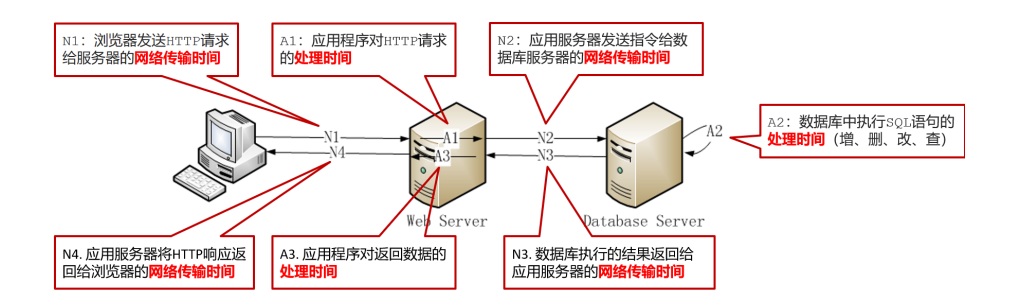 N1：浏览器发送HTTP请求
给服务器的网络传输时间
A1：应用程序对HTTP请求
的处理时间
N2：应用服务器发送指令给数
据库服务器的网络传输时间
A2：数据库中执行SQL语句的
处理时间（增、删、改、查）
N1
A1
N2
A2
N4
A3
N3
Web Server
Database Server
N4. 应用服务器将HTTP响应返
回给浏览器的网络传输时间
A3. 应用程序对返回数据的
处理时间
N3. 数据库执行的结果返回给
应用服务器的网络传输时间